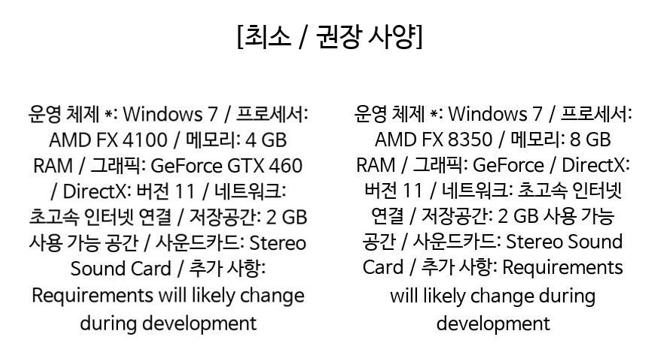 [최소 / 권장 사양]
운영 체제 *: Windows 7 / 프로세서:
AMD FX 4100 / 메모리: 4 GB
RAM / 그래픽: GeForce GTX 460
/ DirectX: 버전 11 / 네트워크:
초고속 인터넷 연결 / 저장공간: 2 GB
사용 가능 공간 / 사운드카드: Stereo
Sound Card / 추가 사항:
Requirements will likely change
during development
운영 체제 *: Windows 7 / 프로세서:
AMD FX 8350 / 메모리: 8 GB
RAM / 그래픽: GeForce / DirectX:
버전 11 / 네트워크: 초고속 인터넷
연결 / 저장공간: 2 GB 사용 가능
공간 / 사운드카드: Stereo Sound
Card / 추가 사항: Requirements
will likely change during
development